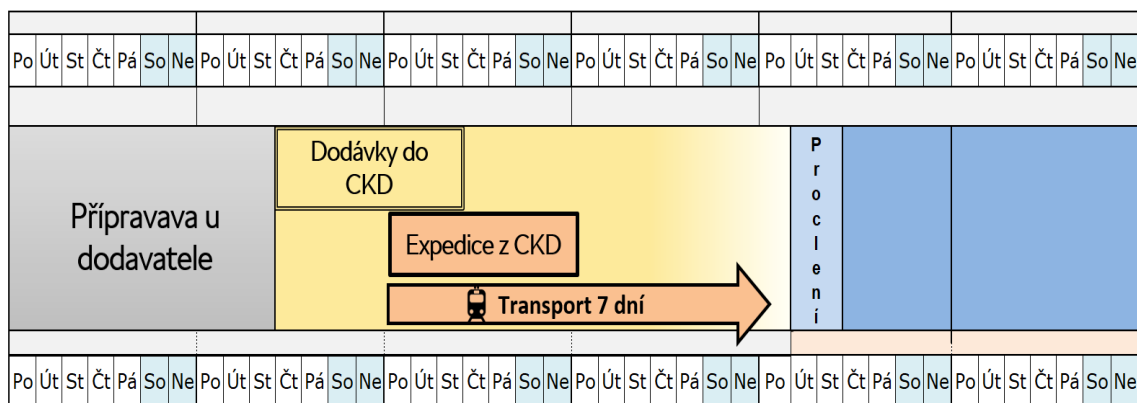 Po Út St Čt Pá So Ne Po Út St Čt Pá So Ne Po Út St Čt Pá So Ne Po Út St Čt Pá So Ne Po Út St Čt Pá So Ne Po Út St Čt Pá So Ne
Přípravava u
dodavatele
Dodávky do
CKD
Expedice z CKD
Transport 7 dní
Proclení
Po Út St Čt Pá So Ne Po Út St Čt Pá So Ne Po Út St Čt Pá So Ne Po Út St Čt Pá So Ne Po Út St Čt Pá So Ne Po Út St Čt Pá So Ne